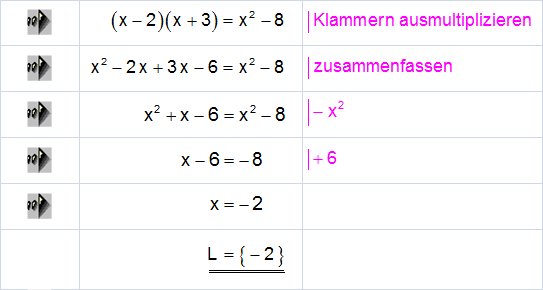 (x − 2)(x + 3) = x² − 8 | Klammern ausmultiplizieren
x² − 2x + 3x − 6 = x² − 8 | zusammenfassen
x² + x − 6 = x² − 8 | − x²
x − 6 = −8 | + 6
x = −2
L = {−2}